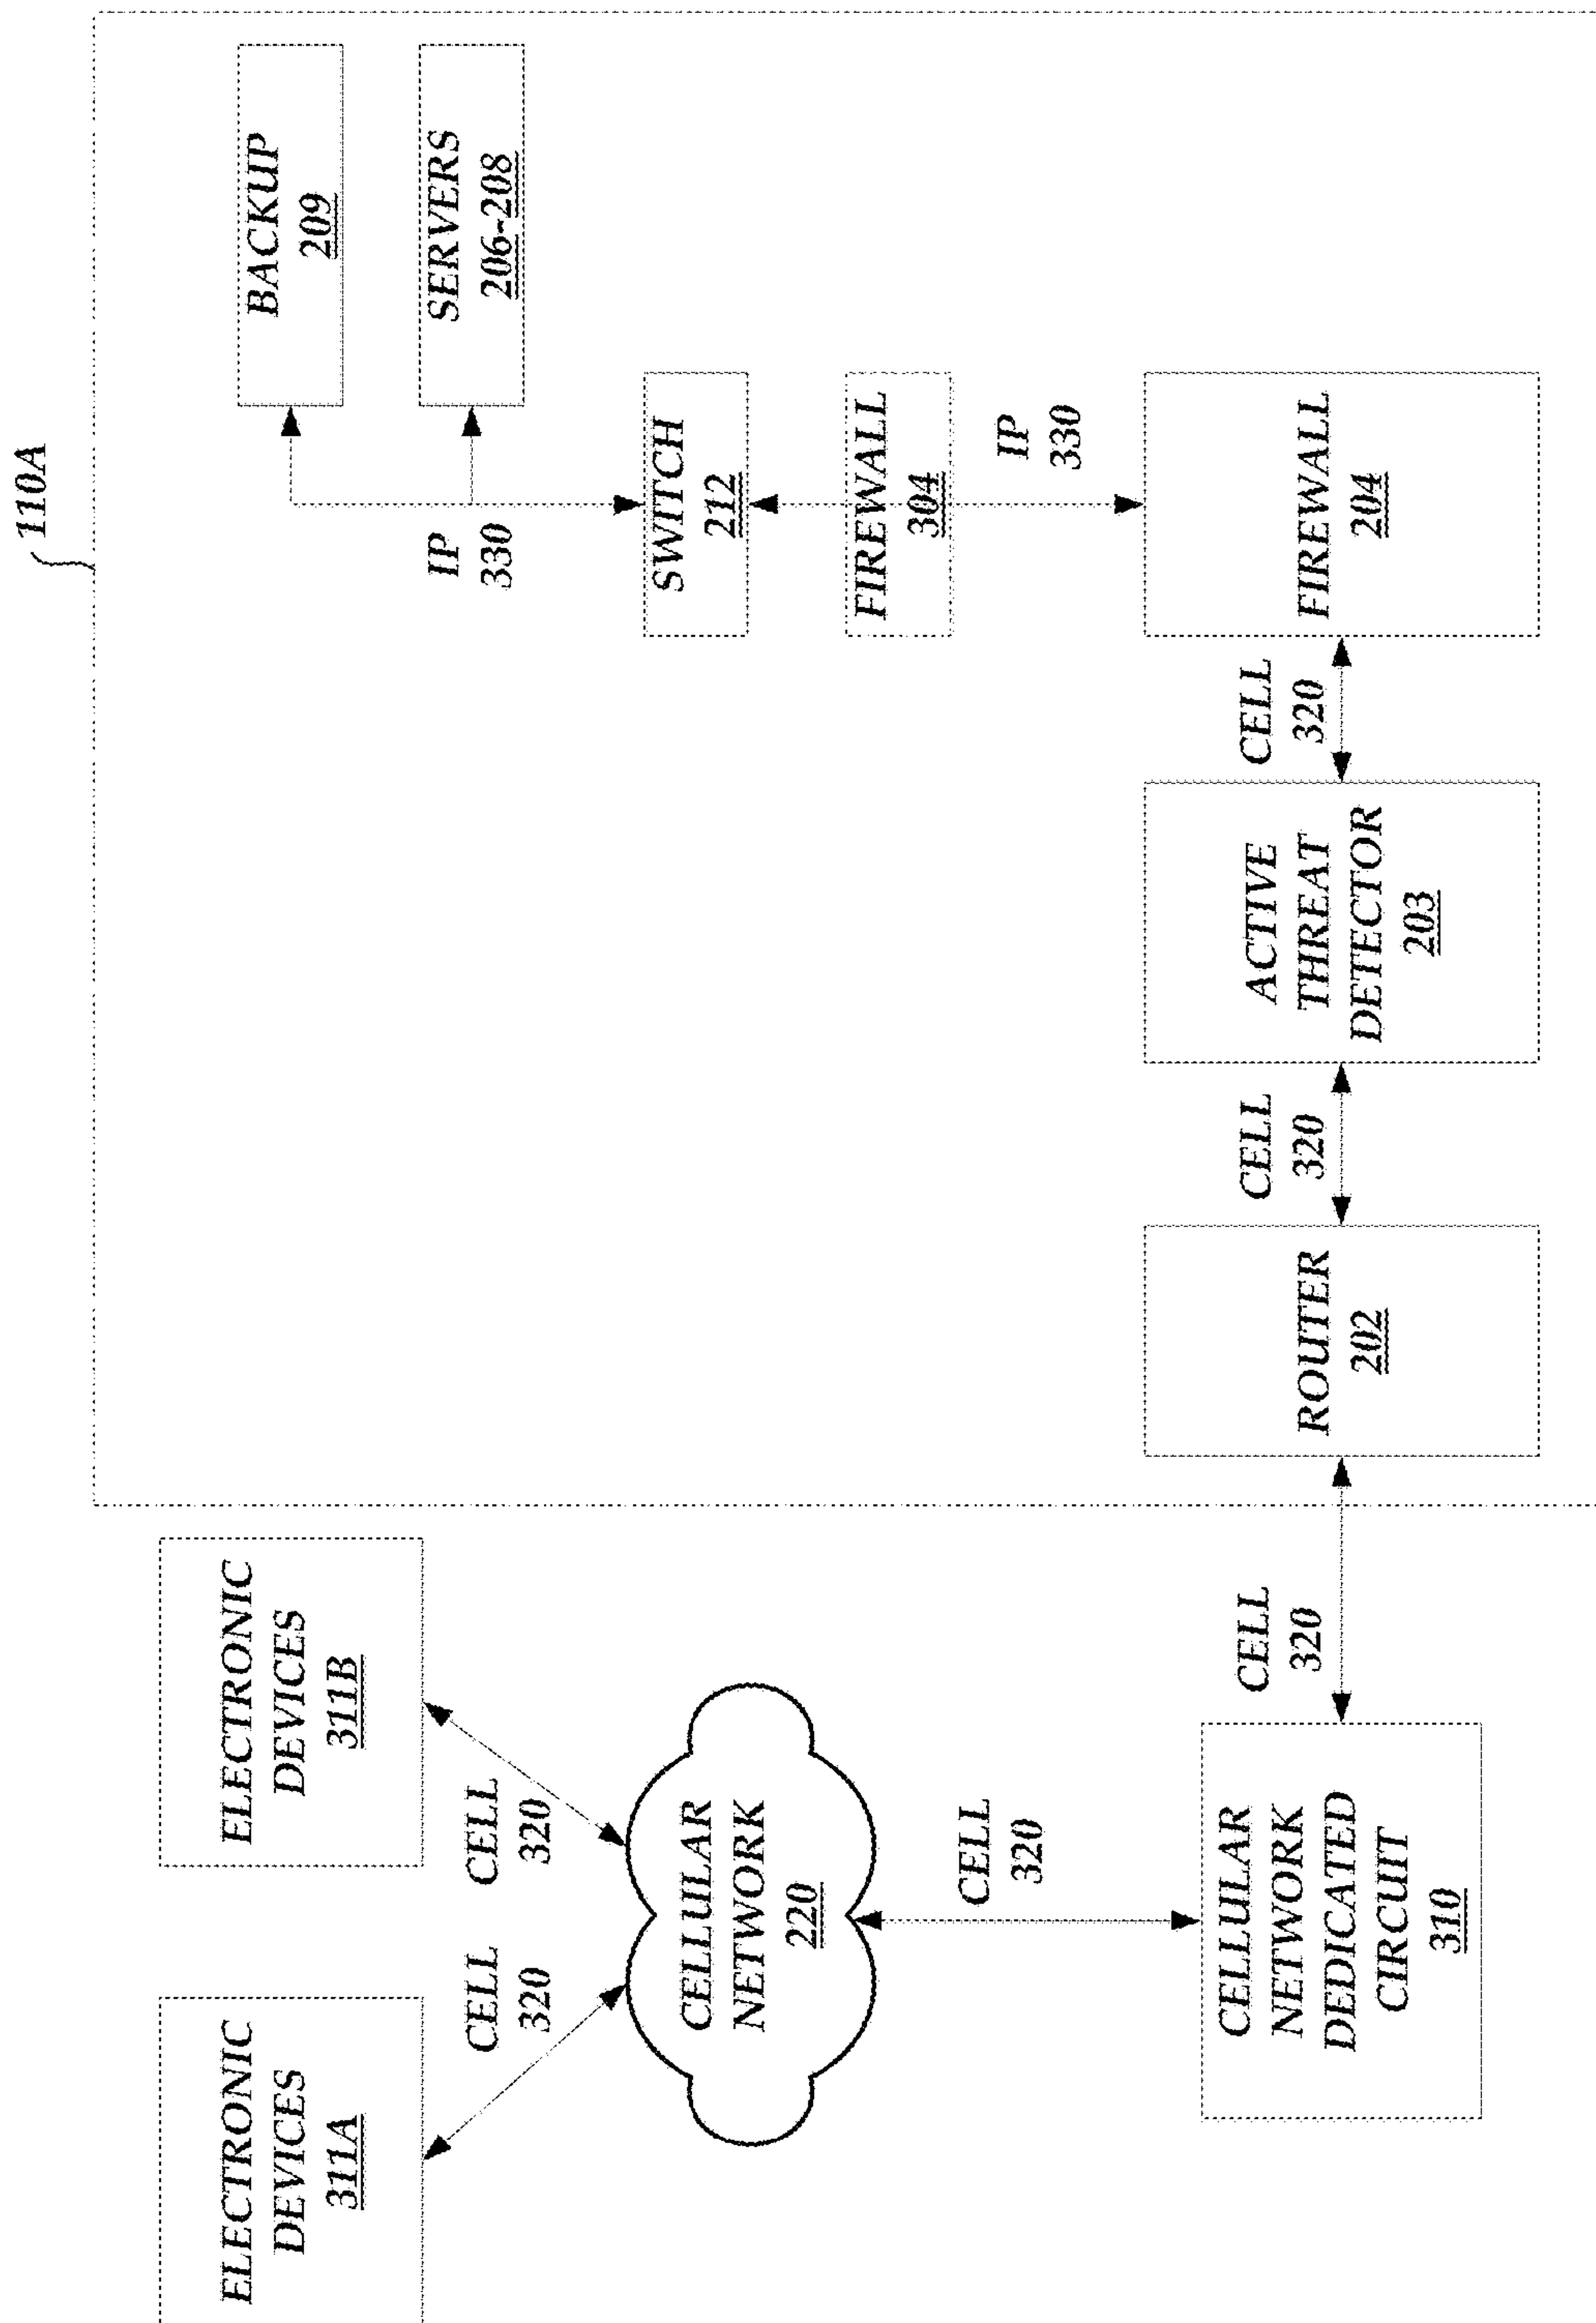 110A
ELECTRONIC
DEVICES
311A
ELECTRONIC
DEVICES
311B
CELL
320
CELL
320
CELLULAR
NETWORK
220
CELL
320
CELLULAR
NETWORK
DEDICATED
CIRCUIT
310
CELL
320
ROUTER
202
CELL
320
ACTIVE
THREAT
DETECTOR
203
CELL
320
FIREWALL
204
IP
330
FIREWALL
304
SWITCH
212
IP
330
SERVERS
206-208
BACKUP
209